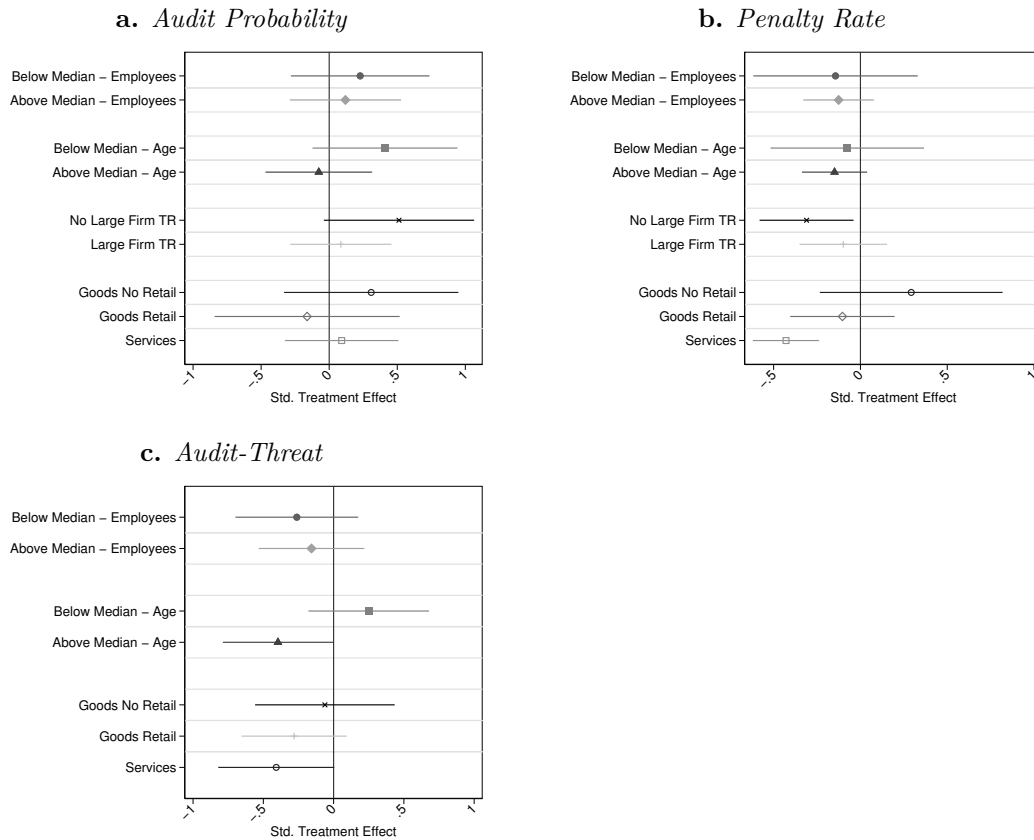 a. Audit Probability
Below Median – Employees
Above Median – Employees
Below Median – Age
Above Median – Age
No Large Firm TR
Large Firm TR
Goods No Retail
Goods Retail
Services
-1 -.5 0 .5 1
Std. Treatment Effect
b. Penalty Rate
Below Median – Employees
Above Median – Employees
Below Median – Age
Above Median – Age
No Large Firm TR
Large Firm TR
Goods No Retail
Goods Retail
Services
-.5 0 .5 1
Std. Treatment Effect
c. Audit-Threat
Below Median – Employees
Above Median – Employees
Below Median – Age
Above Median – Age
Goods No Retail
Goods Retail
Services
-1 -.5 0 .5 1
Std. Treatment Effect